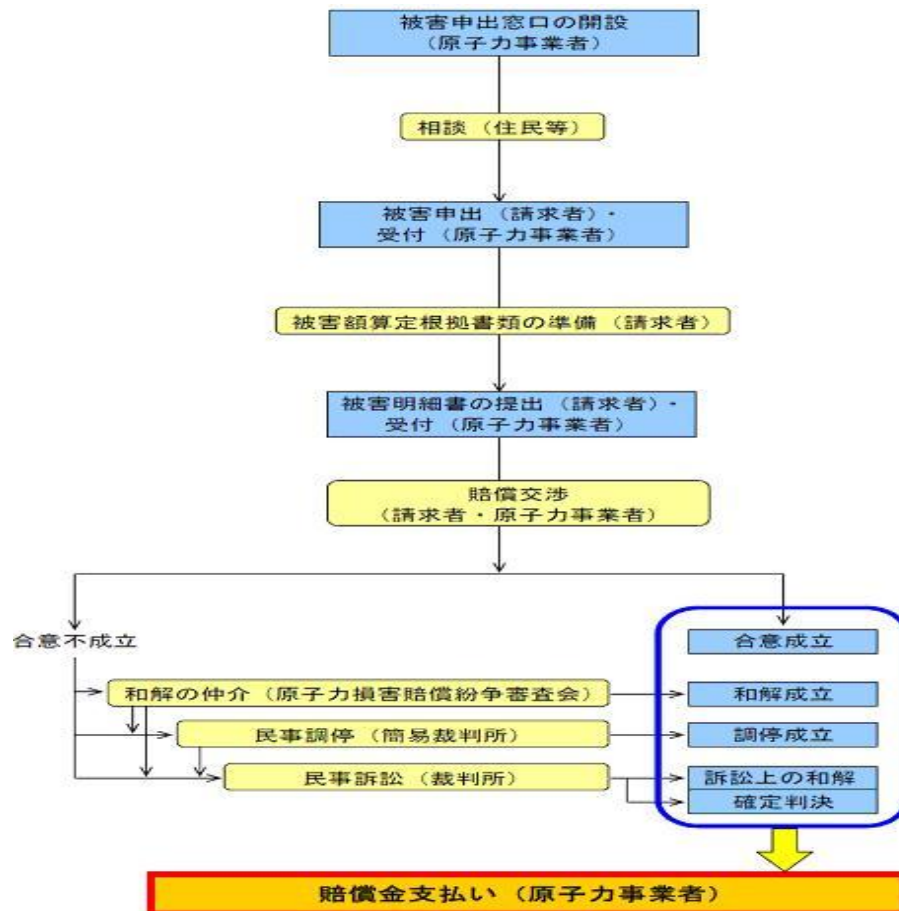 被害申出窓口の開設
（原子力事業者）
相談（住民等）
被害申出（請求者）・
受付（原子力事業者）
被害額算定根拠書類の準備（請求者）
被害明細書の提出（請求者）・
受付（原子力事業者）
賠償交渉
（請求者・原子力事業者）
合意不成立
合意成立
和解の仲介（原子力損害賠償紛争審査会）
和解成立
民事調停（簡易裁判所）
調停成立
民事訴訟（裁判所）
訴訟上の和解
確定判決
賠償金支払い（原子力事業者）